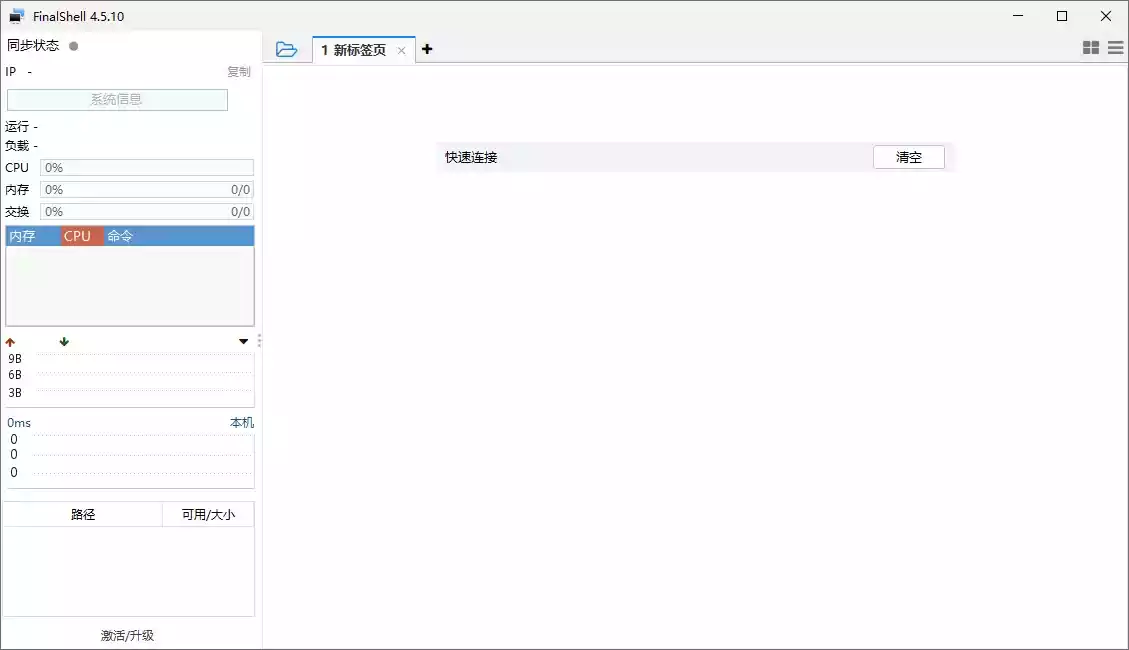 FinalShell 4.5.10
同步状态
IP -
复制
系统信息
运行 -
负载 -
CPU 0%
内存 0% 0/0
交换 0% 0/0
内存 CPU 命令
9B
6B
3B
0ms 本机
0
0
0
路径 可用/大小
激活/升级
1 新标签页
快速连接 清空